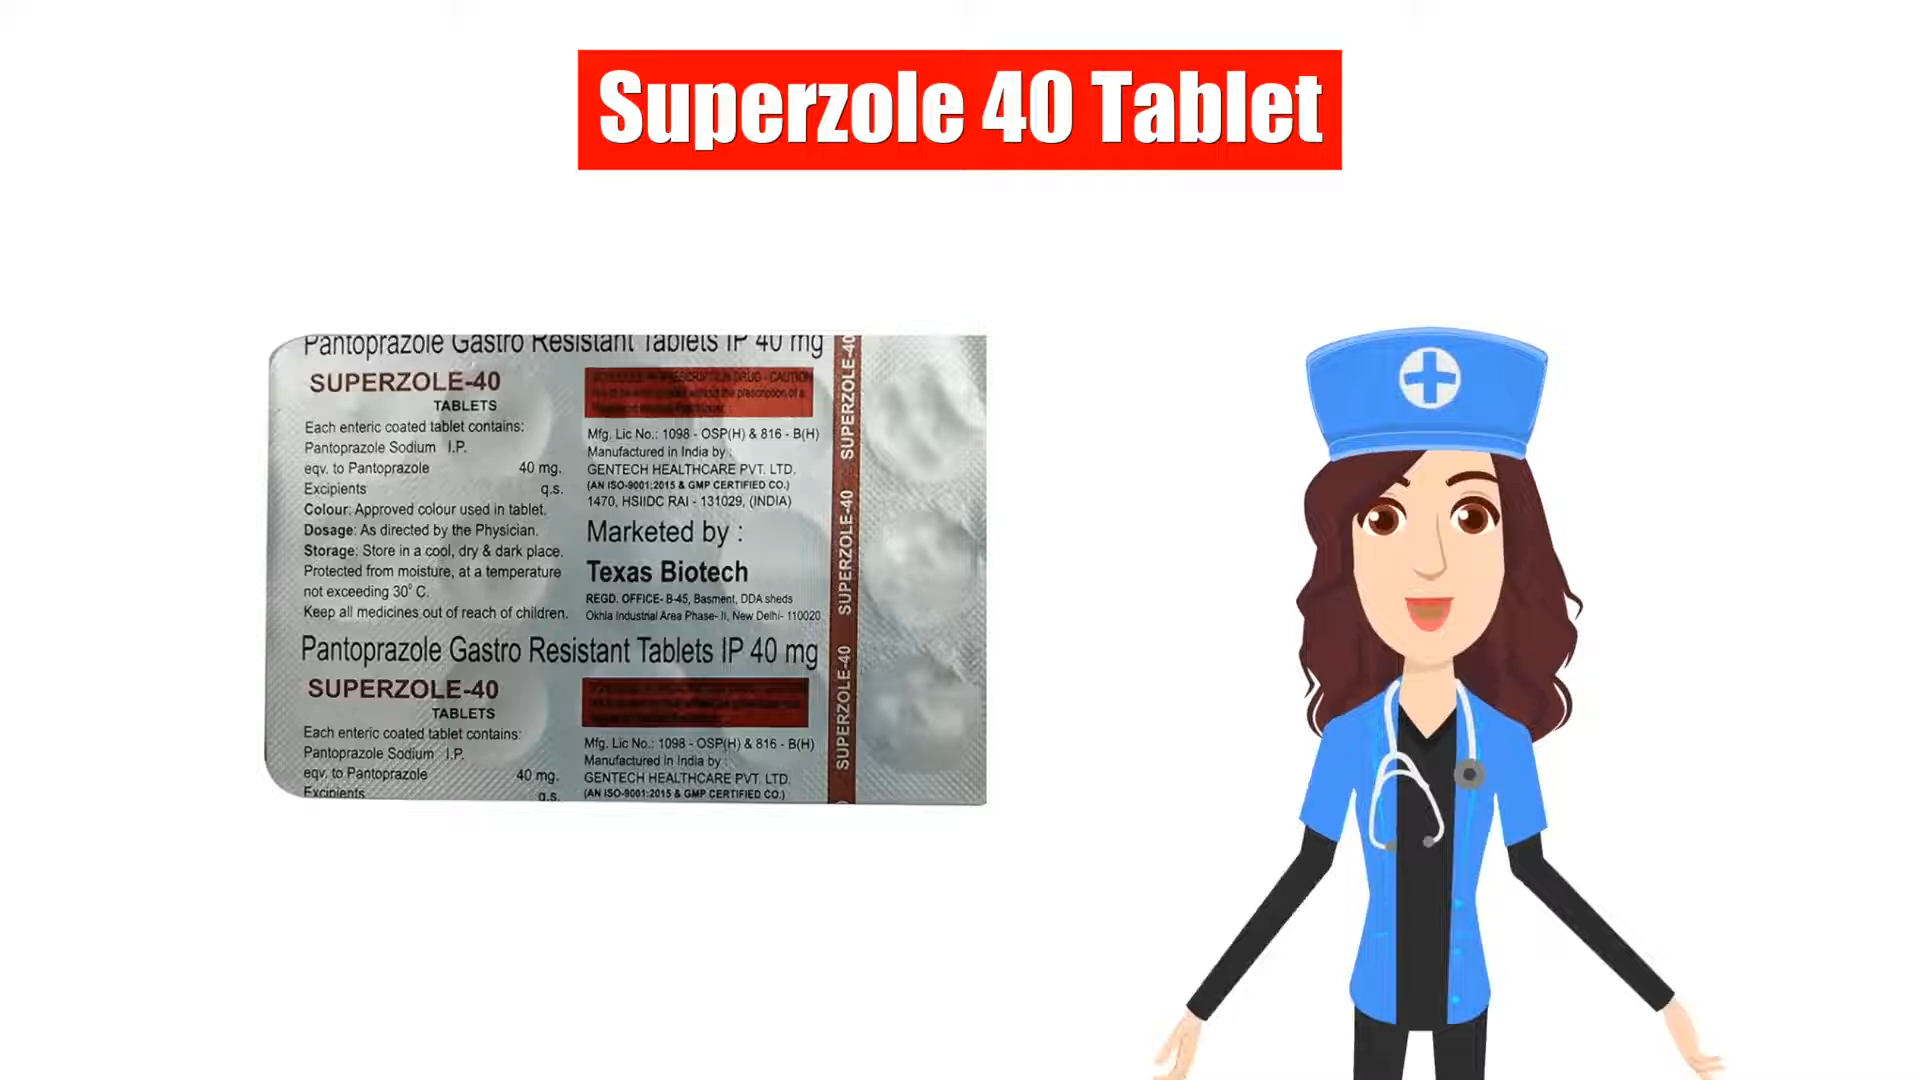 Superzole 40 Tablet
Pantoprazole Gastro Resistant Tablets IP 40 mg
SUPERZOLE-40
TABLETS
Each enteric coated tablet contains:
Pantoprazole Sodium I.P.
eqv. to Pantoprazole 40 mg.
Excipients q.s.
Colour: Approved colour used in tablet.
Dosage: As directed by the Physician.
Storage: Store in a cool, dry & dark place.
Protected from moisture, at a temperature
not exceeding 30° C.
Keep all medicines out of reach of children.
PRESCRIPTION DRUG - CAUTION
the prescription of a
Mfg. Lic No.: 1098 - OSP(H) & 816 - B(H)
Manufactured in India by :
GENTECH HEALTHCARE PVT. LTD.
(AN ISO-9001:2015 & GMP CERTIFIED CO.)
1470, HSIIDC RAI - 131029, (INDIA)
Marketed by :
Texas Biotech
REGD. OFFICE- B-45, Basment, DDA sheds
Okhla Industrial Area Phase- II, New Delhi- 110020
Pantoprazole Gastro Resistant Tablets IP 40 mg
SUPERZOLE-40
TABLETS
Each enteric coated tablet contains:
Pantoprazole Sodium I.P.
eqv. to Pantoprazole 40 mg.
Excipients q.s.
Mfg. Lic No.: 1098 - OSP(H) & 816 - B(H)
Manufactured in India by :
GENTECH HEALTHCARE PVT. LTD.
(AN ISO-9001:2015 & GMP CERTIFIED CO.)
SUPERZOLE-40
SUPERZOLE-40
SUPERZOLE-40